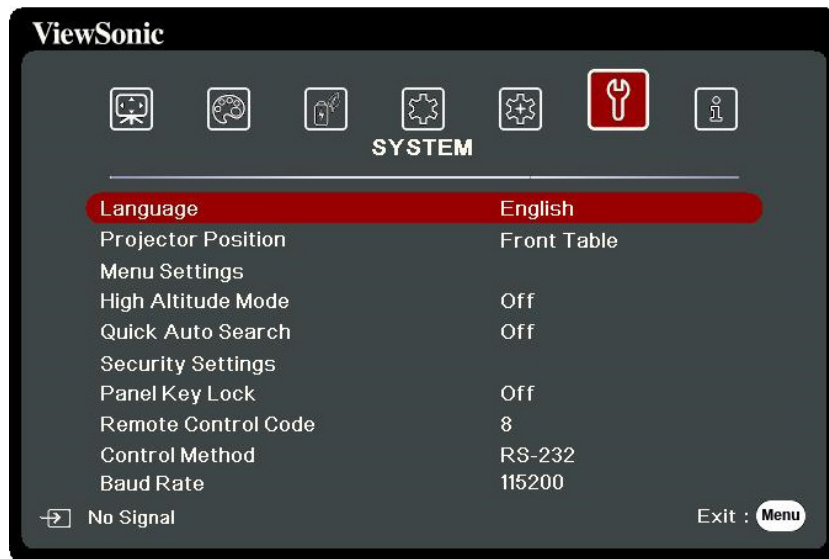 ViewSonic
SYSTEM
Language English
Projector Position Front Table
Menu Settings
High Altitude Mode Off
Quick Auto Search Off
Security Settings
Panel Key Lock Off
Remote Control Code 8
Control Method RS-232
Baud Rate 115200
No Signal Exit : Menu